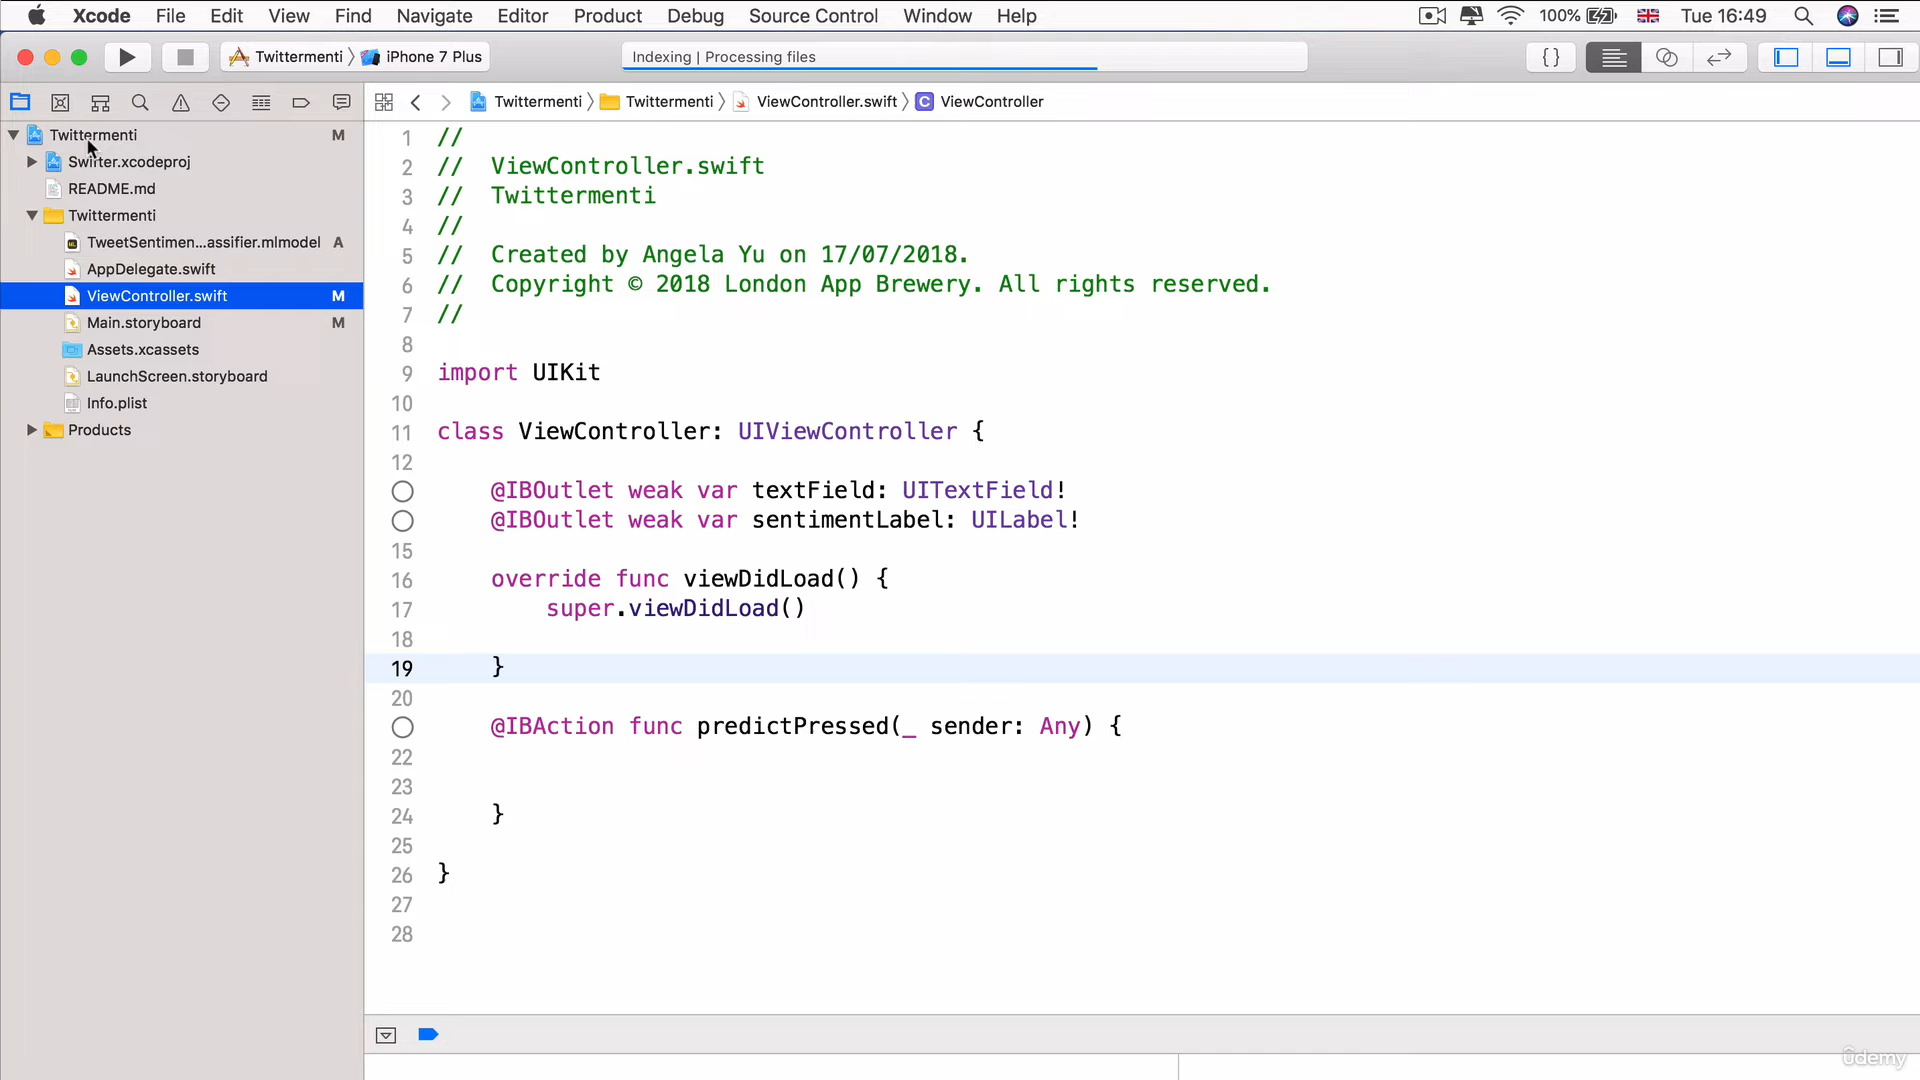 Xcode File Edit View Find Navigate Editor Product Debug Source Control Window Help 100% Tue 16:49
Twittermenti iPhone 7 Plus Indexing | Processing files {}
Twittermenti Twittermenti ViewController.swift C ViewController
Twittermenti M
Swifter.xcodeproj
README.md
Twittermenti
TweetSentimen...assifier.mlmodel A
AppDelegate.swift
ViewController.swift M
Main.storyboard M
Assets.xcassets
LaunchScreen.storyboard
Info.plist
Products
1 //
2 // ViewController.swift
3 // Twittermenti
4 //
5 // Created by Angela Yu on 17/07/2018.
6 // Copyright © 2018 London App Brewery. All rights reserved.
7 //
8
9 import UIKit
10
11 class ViewController: UIViewController {
12
@IBOutlet weak var textField: UITextField!
@IBOutlet weak var sentimentLabel: UILabel!
15
16 override func viewDidLoad() {
17 super.viewDidLoad()
18
19 }
20
@IBAction func predictPressed(_ sender: Any) {
22
23
24 }
25
26 }
27
28
ûdemy